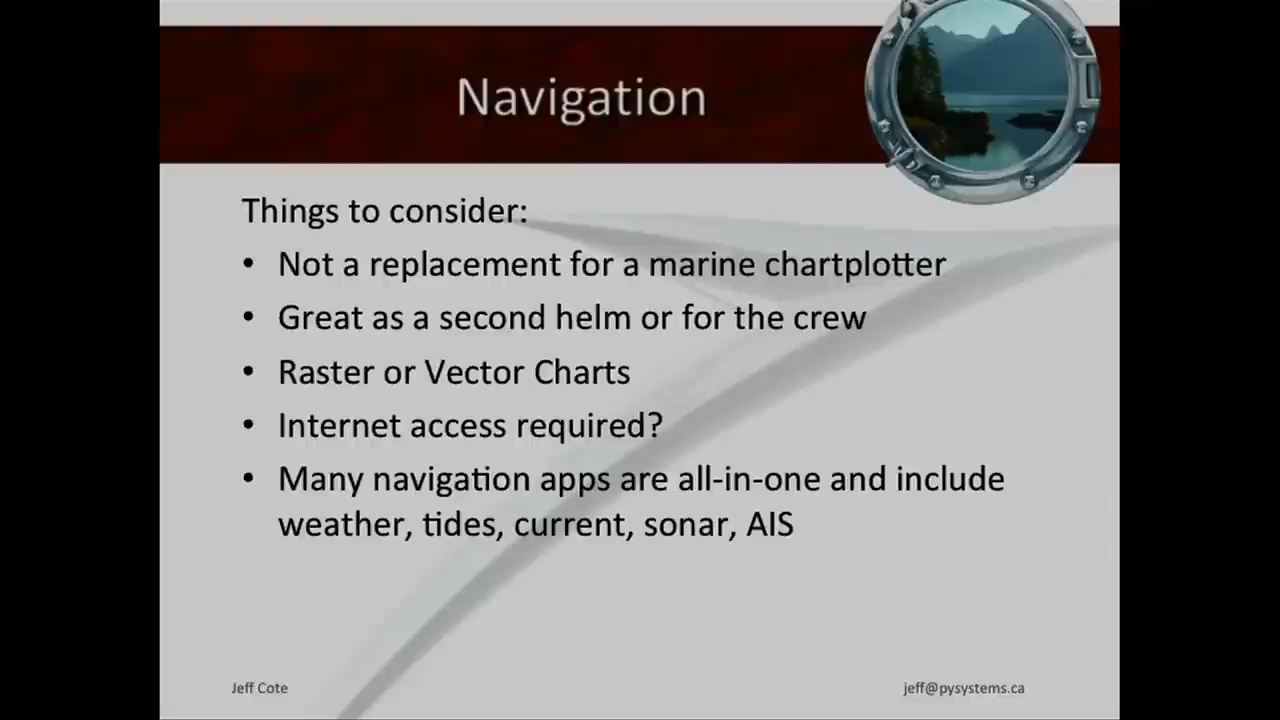 Navigation
Things to consider:
• Not a replacement for a marine chartplotter
• Great as a second helm or for the crew
• Raster or Vector Charts
• Internet access required?
• Many navigation apps are all-in-one and include
weather, tides, current, sonar, AIS
Jeff Cote
jeff@pysystems.ca